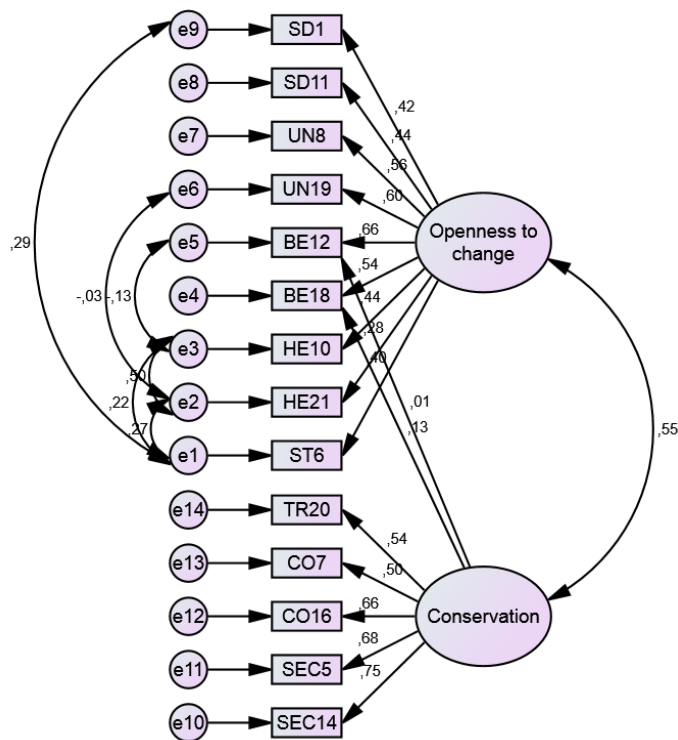 e9
SD1
,42
e8
SD11
,44
e7
UN8
,56
e6
UN19
,60
Openness to
change
,29
e5
BE12
,66
,54
-,03
-,13
e4
BE18
,44
,28
e3
HE10
,40
,50
,22
e2
HE21
,01
,27
,13
,55
e1
ST6
e14
TR20
,54
e13
CO7
,50
e12
CO16
,66
Conservation
e11
SEC5
,68
,75
e10
SEC14